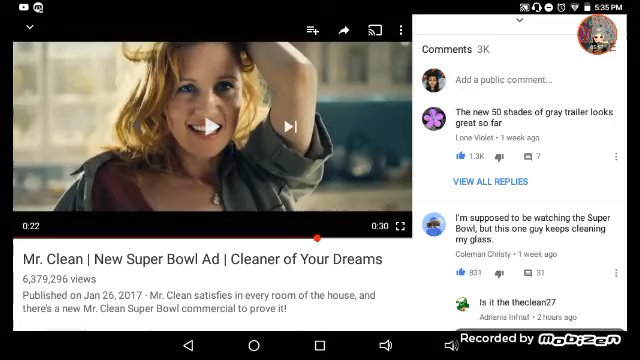 5:35 PM
Comments 3K
Add a public comment...
The new 50 shades of gray trailer looks
great so far
Lone Violet • 1 week ago
1.3K
7
VIEW ALL REPLIES
0:22
0:30
I'm supposed to be watching the Super
Bowl, but this one guy keeps cleaning
my glass.
Coleman Christy • 1 week ago
831
31
Mr. Clean | New Super Bowl Ad | Cleaner of Your Dreams
6,379,296 views
Published on Jan 26, 2017 · Mr. Clean satisfies in every room of the house, and
there's a new Mr. Clean Super Bowl commercial to prove it!
Is it the theclean27
Adrianis Infnaf • 2 hours ago
Recorded by MOBIZEN